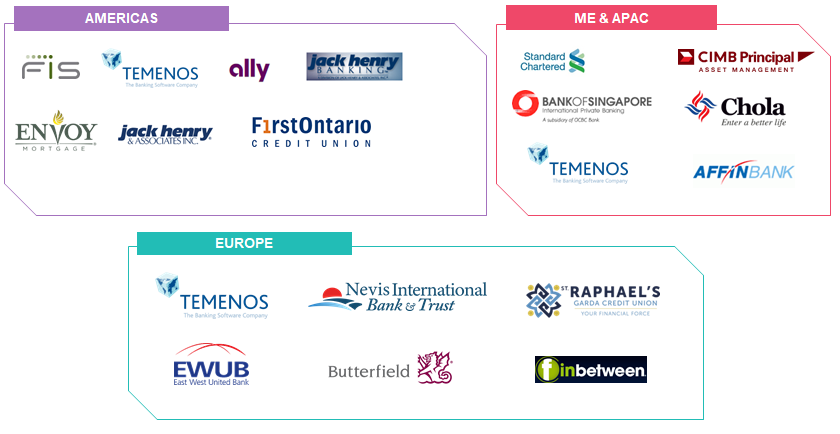 AMERICAS
FIS
TEMENOS
The Banking Software Company
ally
jack henry
BANKING
ENVOY
MORTGAGE
jack henry
& ASSOCIATES INC.
FirstOntario
CREDIT UNION
ME & APAC
Standard
Chartered
CIMB Principal
ASSET MANAGEMENT
BANK OF SINGAPORE
International Private Banking
A subsidiary of OCBC Bank
Chola
Enter a better life
TEMENOS
The Banking Software Company
AFFINBANK
EUROPE
TEMENOS
The Banking Software Company
Nevis International
Bank & Trust
ST. RAPHAEL'S
GARDA CREDIT UNION
YOUR FINANCIAL FORCE
EWUB
East West United Bank
Butterfield
finbetween